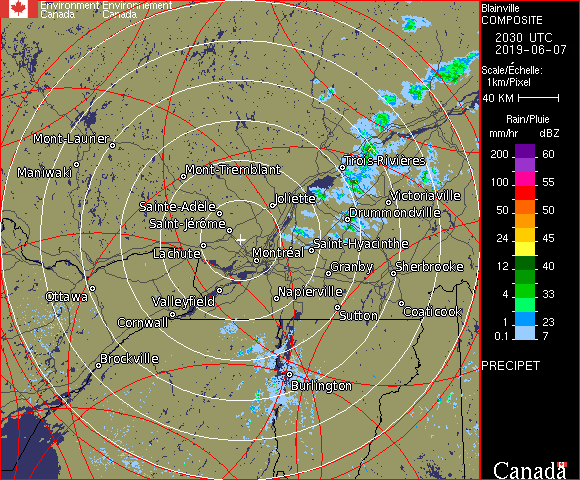 Environment Environnement
Canada Canada
Blainville
COMPOSITE
2030 UTC
2019-06-07
Scale/Échelle:
1km/Pixel
40 KM
Rain/Pluie
mm/hr dBZ
200 60
150 57
100 55
50 50
24 45
12 40
4 33
1 23
0.1 7
PRECIPET
Mont-Laurier
Maniwaki
Mont-Tremblant
Trois-Rivières
Sainte-Adèle
Joliette
Victoriaville
Saint-Jérôme
Drummondville
Lachute
Montréal
Saint-Hyacinthe
Granby
Sherbrooke
Ottawa
Valleyfield
Napierville
Cornwall
Sutton
Coaticook
Brockville
Burlington
Canada